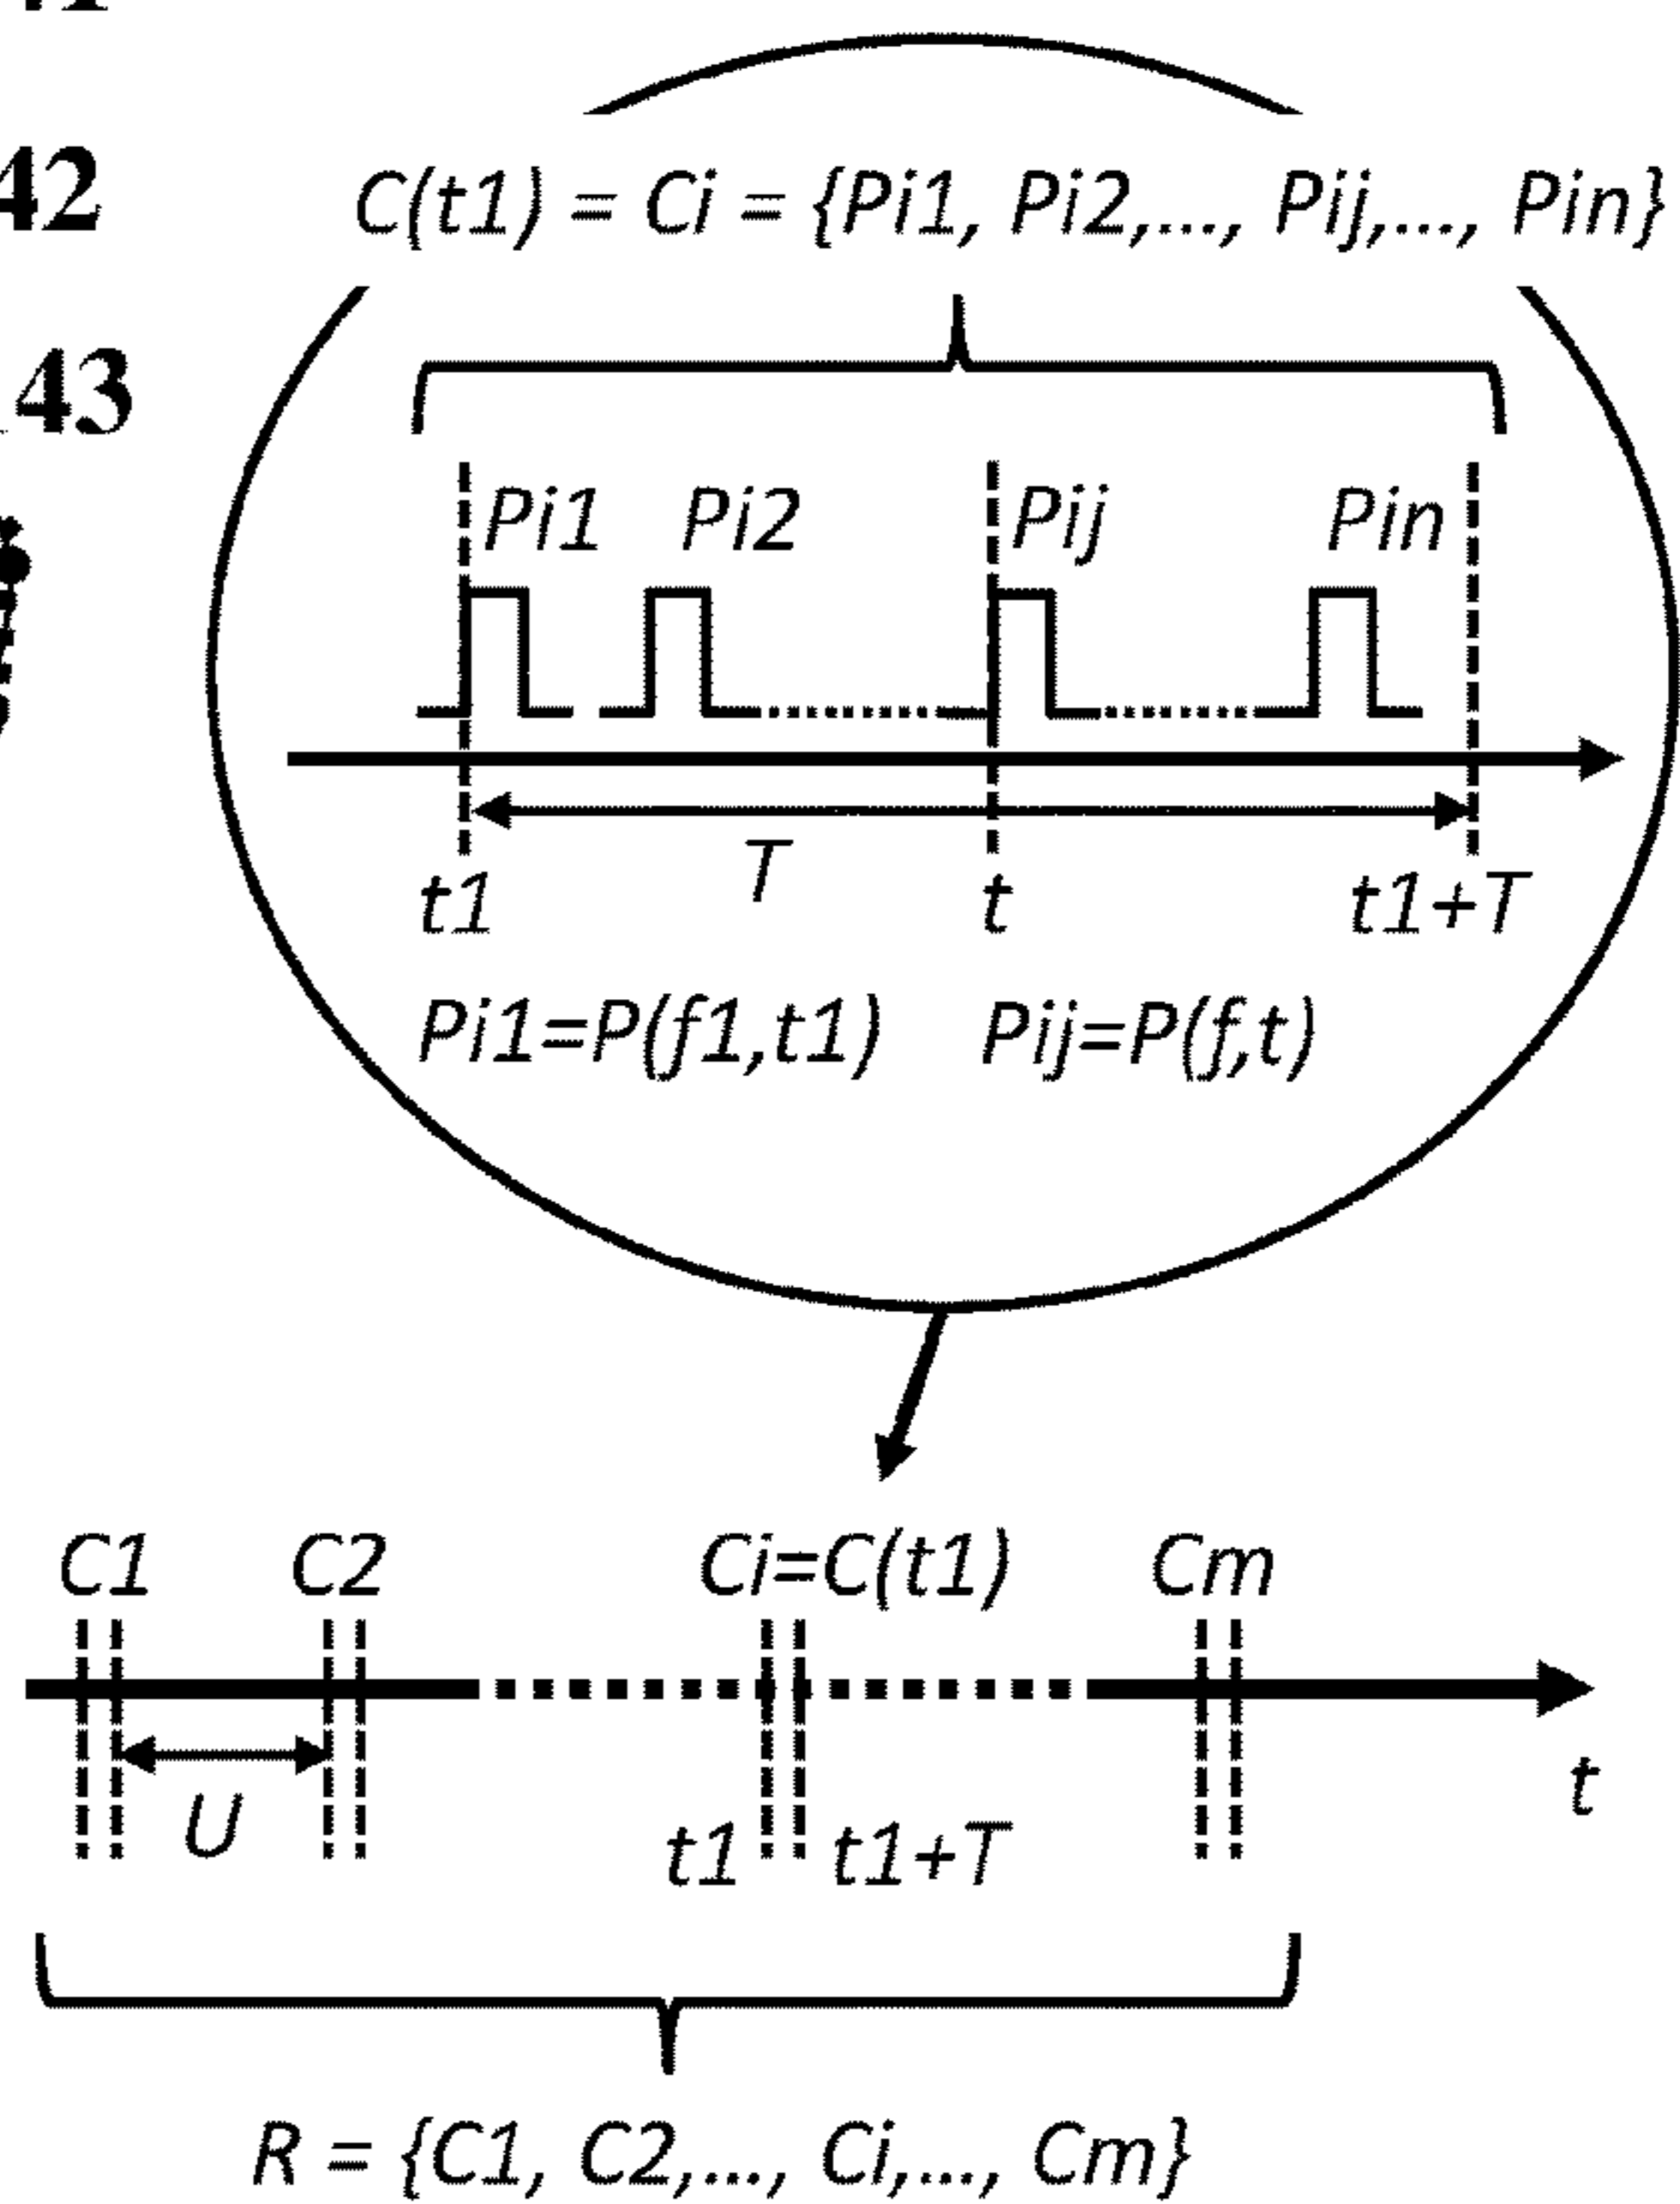 42
C(t1) = Ci = {Pi1, Pi2,..., Pij,..., Pin}
43
Pi1 Pi2 Pij Pin
T
t1 t t1+T
Pi1=P(f1,t1) Pij=P(f,t)
C1 C2 Ci=C(t1) Cm
t
U t1 t1+T
R = {C1, C2,..., Ci,..., Cm}